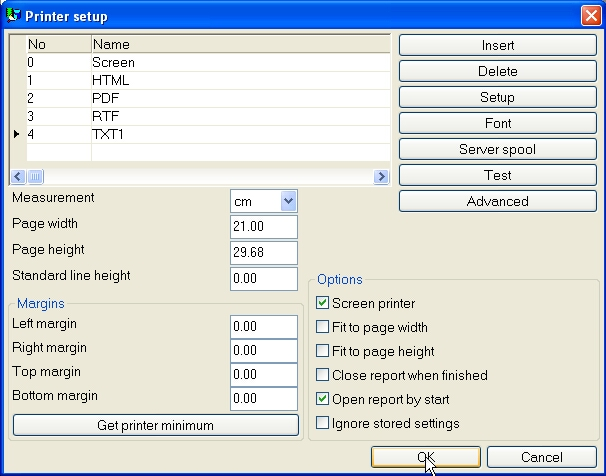 Printer setup
No Name
0 Screen
1 HTML
2 PDF
3 RTF
4 TXT1
Insert
Delete
Setup
Font
Server spool
Test
Advanced
Measurement cm
Page width 21.00
Page height 29.68
Standard line height 0.00
Margins
Left margin 0.00
Right margin 0.00
Top margin 0.00
Bottom margin 0.00
Get printer minimum
Options
Screen printer
Fit to page width
Fit to page height
Close report when finished
Open report by start
Ignore stored settings
OK Cancel